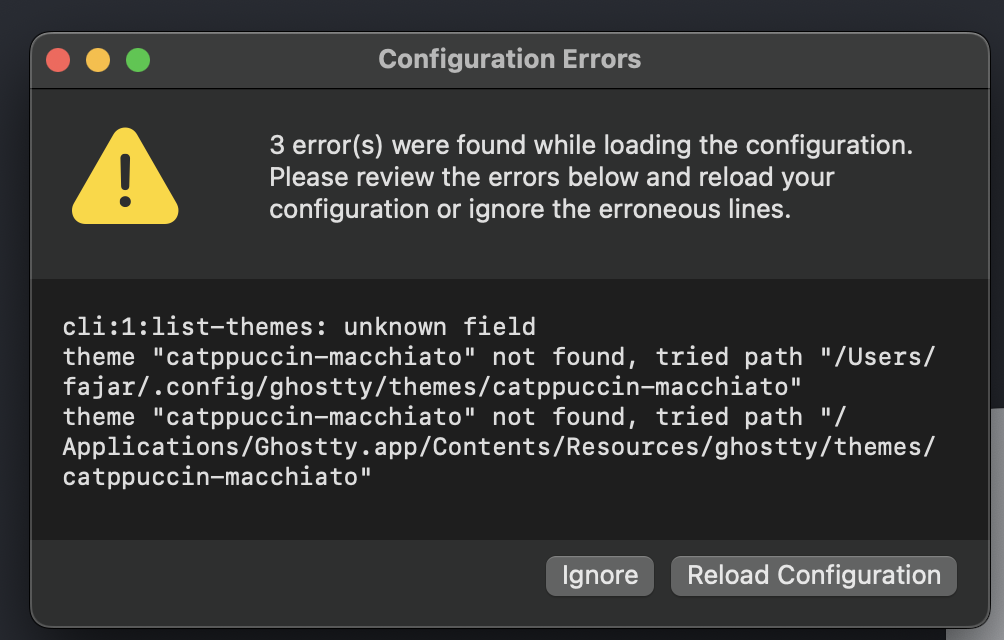 Configuration Errors
3 error(s) were found while loading the configuration.
Please review the errors below and reload your
configuration or ignore the erroneous lines.
cli:1:list-themes: unknown field
theme "catppuccin-macchiato" not found, tried path "/Users/
fajar/.config/ghostty/themes/catppuccin-macchiato"
theme "catppuccin-macchiato" not found, tried path "/
Applications/Ghostty.app/Contents/Resources/ghostty/themes/
catppuccin-macchiato"
Ignore
Reload Configuration